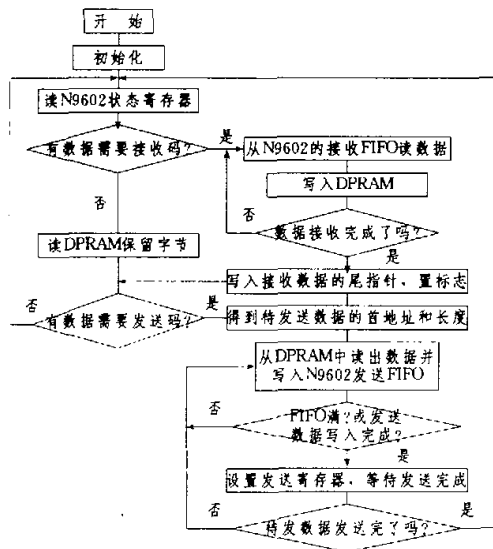 开 始
初始化
读N9602状态寄存器
有数据需要接收码?
是
从N9602的接收FIFO读数据
写入DPRAM
否
否
数据接收完成了吗?
读DPRAM保留字节
是
写入接收数据的尾指针,置标志
否
有数据需要发送码?
是
得到待发送数据的首地址和长度
从DPRAM中读出数据并
写入N9602发送FIFO
否
FIFO满?或发送
数据写入完成?
是
设置发送寄存器,等待发送完成
否
待发数据发送完了吗?
是